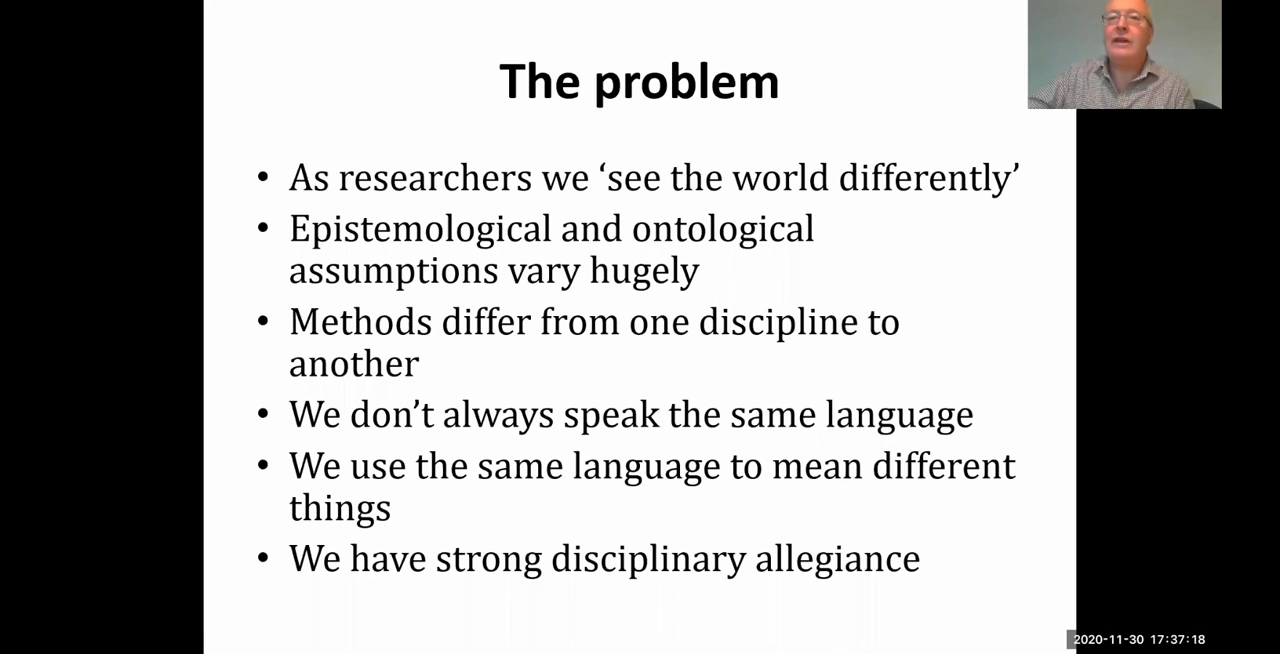 The problem
• As researchers we ‘see the world differently’
• Epistemological and ontological
assumptions vary hugely
• Methods differ from one discipline to
another
• We don’t always speak the same language
• We use the same language to mean different
things
• We have strong disciplinary allegiance
2020-11-30 17:37:18